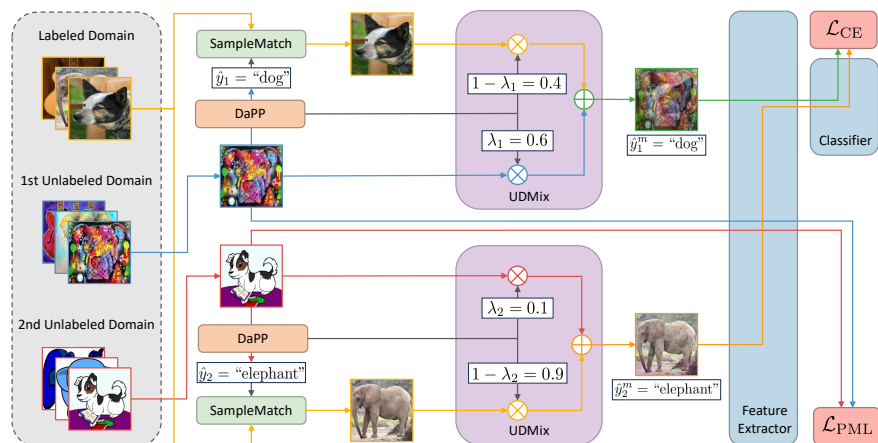 Labeled Domain
1st Unlabeled Domain
2nd Unlabeled Domain
SampleMatch
ŷ₁ = “dog”
DaPP
1 − λ₁ = 0.4
λ₁ = 0.6
UDMix
ŷ₁ᵐ = “dog”
λ₂ = 0.1
DaPP
ŷ₂ = “elephant”
SampleMatch
1 − λ₂ = 0.9
UDMix
ŷ₂ᵐ = “elephant”
Feature
Extractor
ℒ_CE
Classifier
ℒ_PML